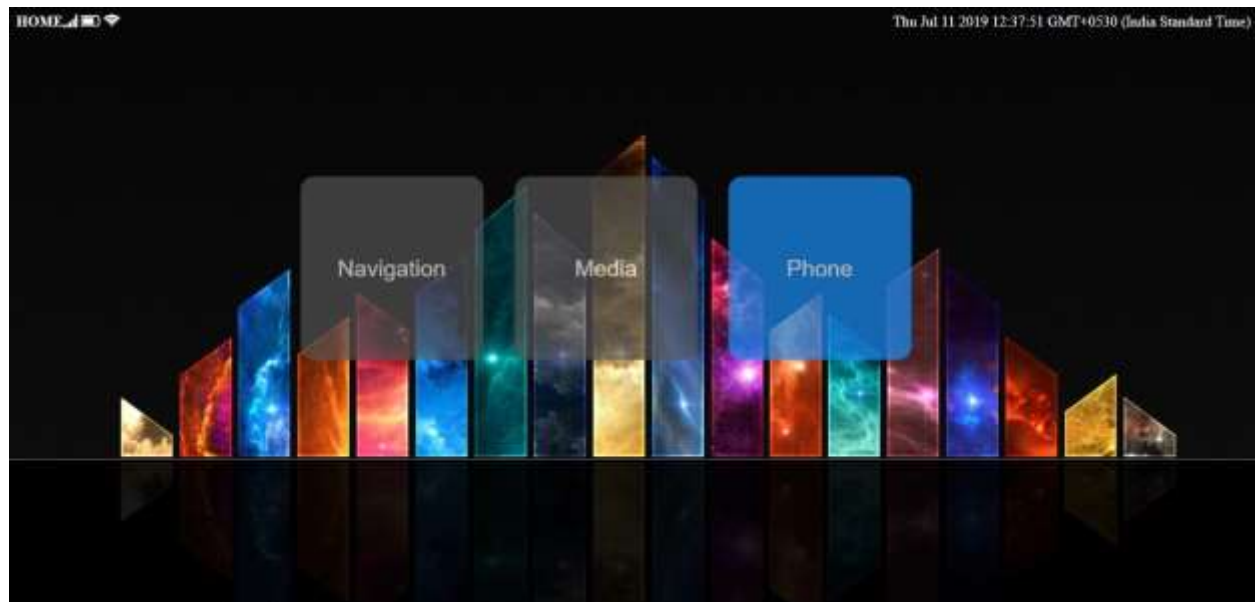 HOME
Thu Jul 11 2019 12:37:51 GMT+0530 (India Standard Time)
Navigation
Media
Phone